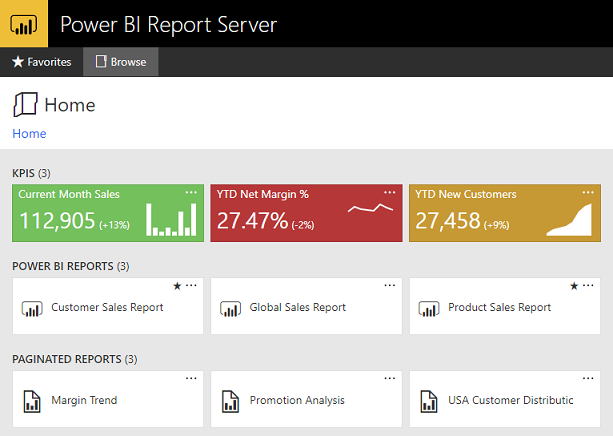 Power BI Report Server
Favorites Browse
Home
Home
KPIS (3)
Current Month Sales
112,905 (+13%)
YTD Net Margin %
27.47% (-2%)
YTD New Customers
27,458 (+9%)
POWER BI REPORTS (3)
Customer Sales Report
Global Sales Report
Product Sales Report
PAGINATED REPORTS (3)
Margin Trend
Promotion Analysis
USA Customer Distributic